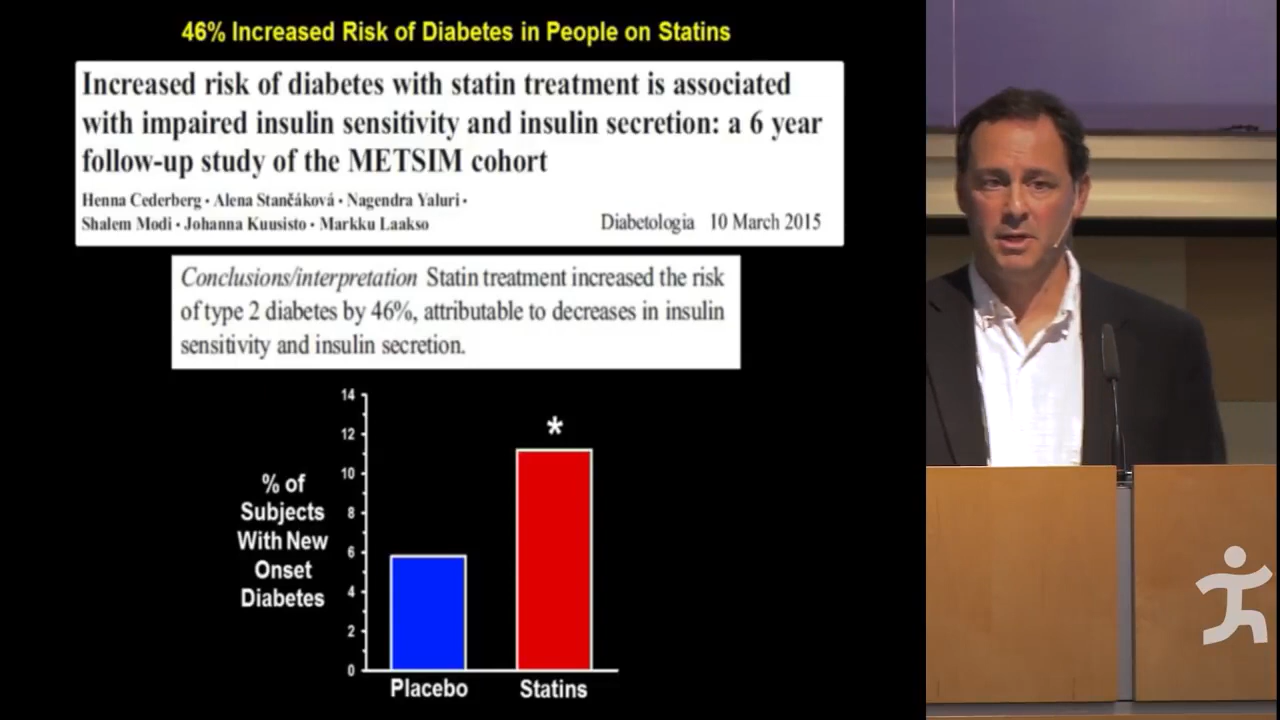 46% Increased Risk of Diabetes in People on Statins
Increased risk of diabetes with statin treatment is associated
with impaired insulin sensitivity and insulin secretion: a 6 year
follow-up study of the METSIM cohort
Henna Cederberg · Alena Stančáková · Nagendra Yaluri ·
Shalem Modi · Johanna Kuusisto · Markku Laakso
Diabetologia 10 March 2015
Conclusions/interpretation Statin treatment increased the risk
of type 2 diabetes by 46%, attributable to decreases in insulin
sensitivity and insulin secretion.
% of
Subjects
With New
Onset
Diabetes
14
12
10
8
6
4
2
0
*
Placebo
Statins